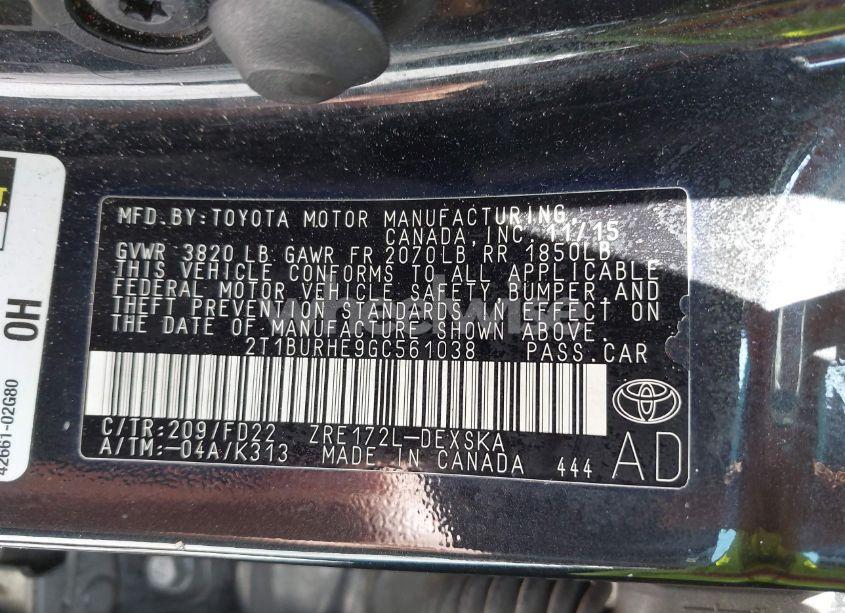 MFD. BY: TOYOTA MOTOR MANUFACTURING,
CANADA, INC. 11/15
GVWR 3820 LB GAWR FR 2070LB RR 1850LB
THIS VEHICLE CONFORMS TO ALL APPLICABLE
FEDERAL MOTOR VEHICLE SAFETY BUMPER AND
THEFT PREVENTION STANDARDS IN EFFECT ON
THE DATE OF MANUFACTURE SHOWN ABOVE.
2T1BURHE9GC561038 PASS.CAR
C/TR:209/FD22 ZRE172L-DEXSKA
A/TM:-04A/K313 MADE IN CANADA 444
AD
42661-02G80
OH